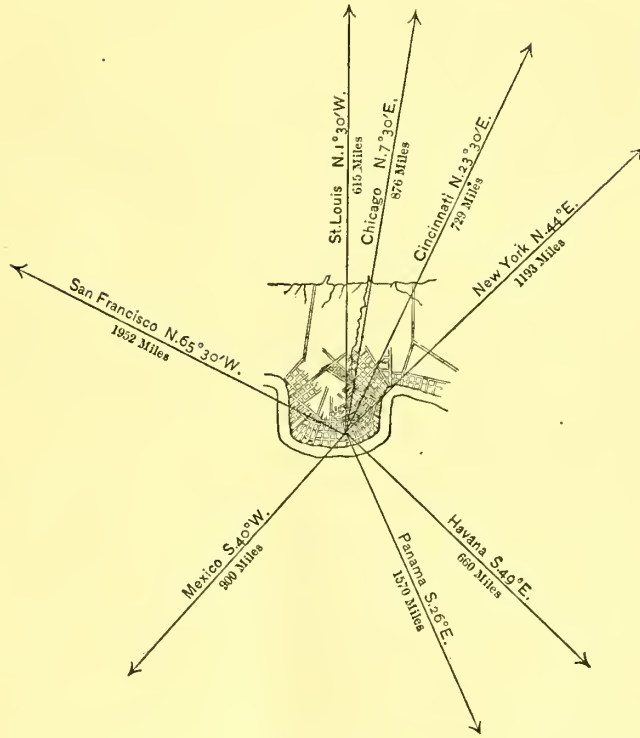 St.Louis N.1°30'W.
615 Miles
Chicago N.7°30'E.
876 Miles
Cincinnati N.23°30'E.
729 Miles
New York N.44°E.
1193 Miles
San Francisco N.65°30'W.
1952 Miles
Mexico S.40°W.
900 Miles
Panama S.26°E.
1570 Miles
Havana S.49°E.
660 Miles